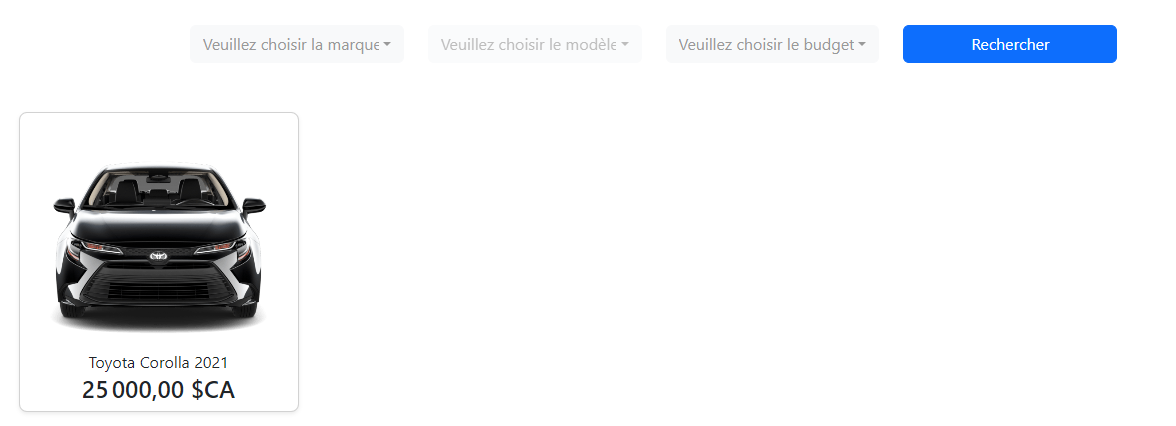 Veuillez choisir la marque
Veuillez choisir le modèle
Veuillez choisir le budget
Rechercher
Toyota Corolla 2021
25 000,00 $CA